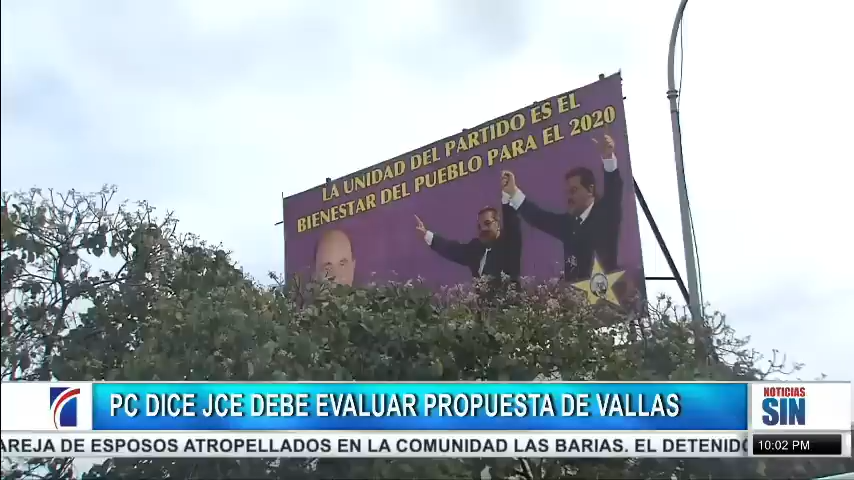 LA UNIDAD DEL PARTIDO ES EL
BIENESTAR DEL PUEBLO PARA EL 2020
PC DICE JCE DEBE EVALUAR PROPUESTA DE VALLAS
NOTICIAS
SIN
AREJA DE ESPOSOS ATROPELLADOS EN LA COMUNIDAD LAS BARIAS. EL DETENIDO
10:02 PM